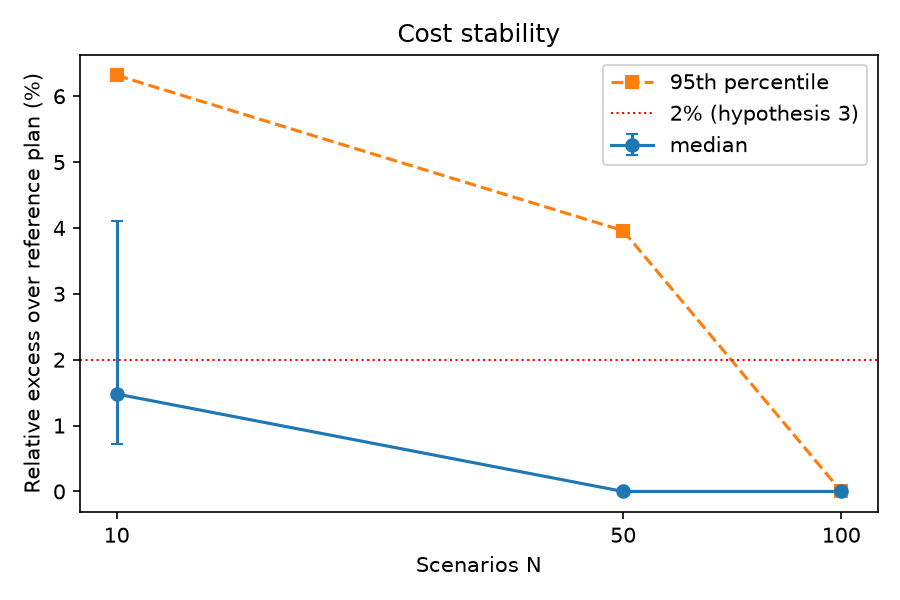 Cost stability
95th percentile
2% (hypothesis 3)
median
Relative excess over reference plan (%)
6
5
4
3
2
1
0
10
50
100
Scenarios N